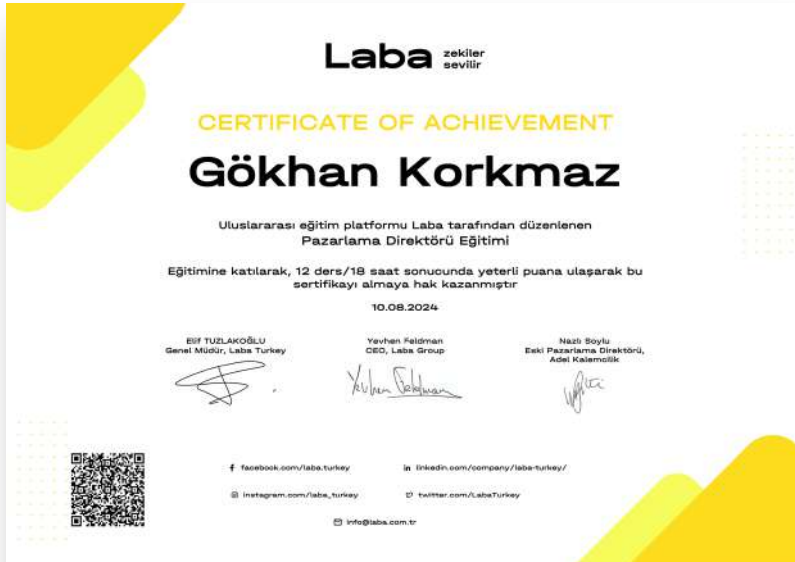 Laba zekiler
sevilir
CERTIFICATE OF ACHIEVEMENT
Gökhan Korkmaz
Uluslararası eğitim platformu Laba tarafından düzenlenen
Pazarlama Direktörü Eğitimi
Eğitimine katılarak, 12 ders/18 saat sonucunda yeterli puana ulaşarak bu
sertifikayı almaya hak kazanmıştır
10.08.2024
Elif TUZLAKOĞLU
Genel Müdür, Laba Turkey
Yevhen Feldman
CEO, Laba Group
Nazlı Soylu
Eski Pazarlama Direktörü,
Adel Kalemcilik
Yevhen Feldman
facebook.com/laba.turkey
linkedin.com/company/laba-turkey/
instagram.com/laba_turkey
twitter.com/LabaTurkey
info@laba.com.tr